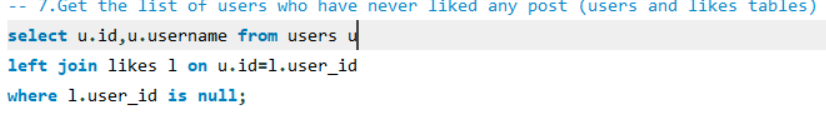 -- 7.Get the list of users who have never liked any post (users and likes tables)
select u.id,u.username from users u
left join likes l on u.id=l.user_id
where l.user_id is null;